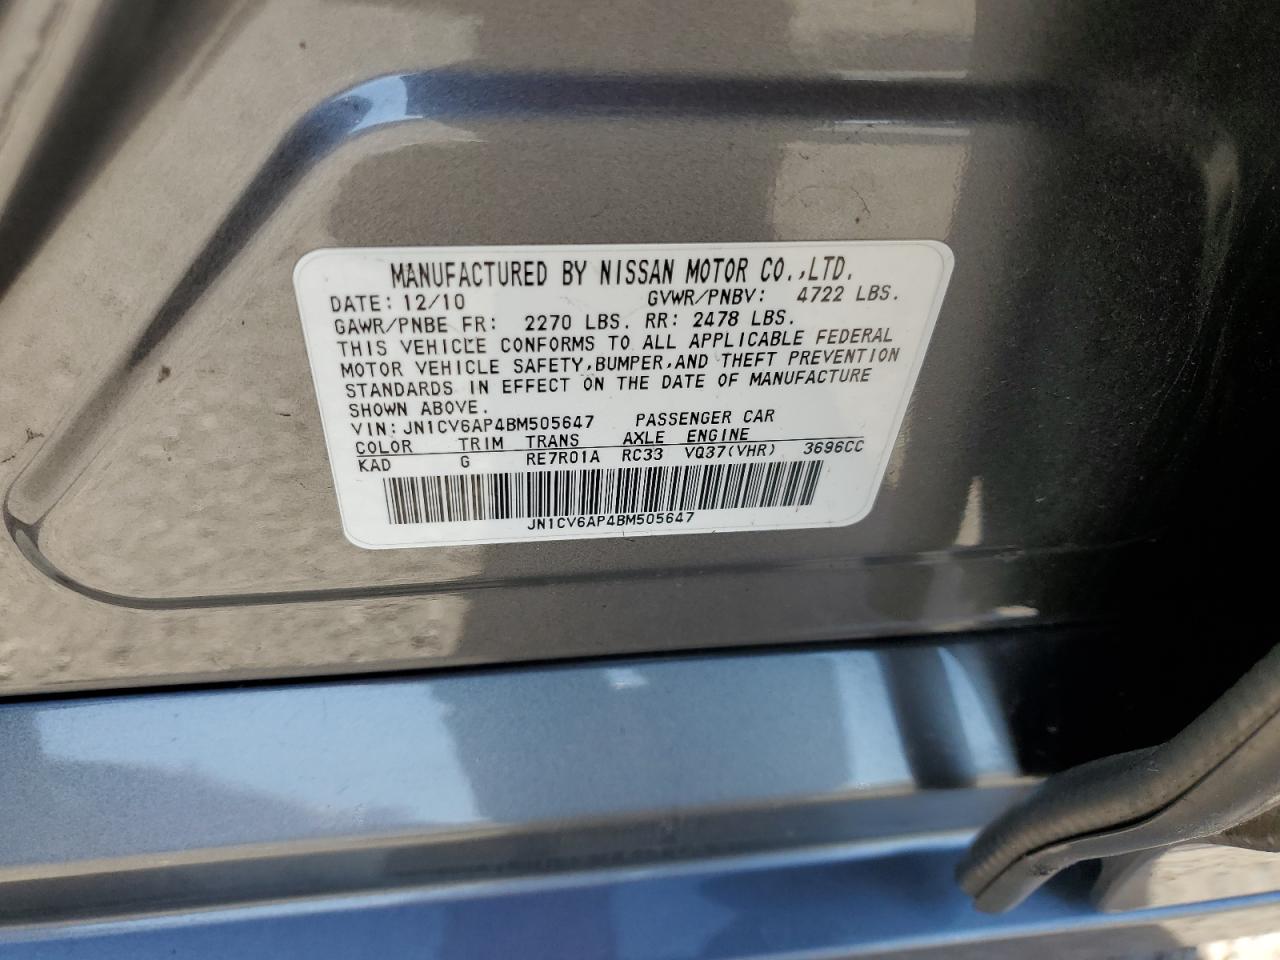 MANUFACTURED BY NISSAN MOTOR CO.,LTD.
DATE: 12/10 GVWR/PNBV: 4722 LBS.
GAWR/PNBE FR: 2270 LBS. RR: 2478 LBS.
THIS VEHICLE CONFORMS TO ALL APPLICABLE FEDERAL
MOTOR VEHICLE SAFETY,BUMPER,AND THEFT PREVENTION
STANDARDS IN EFFECT ON THE DATE OF MANUFACTURE
SHOWN ABOVE.
VIN: JN1CV6AP4BM505647 PASSENGER CAR
COLOR TRIM TRANS AXLE ENGINE
KAD G RE7R01A RC33 VQ37(VHR) 3696CC
JN1CV6AP4BM505647